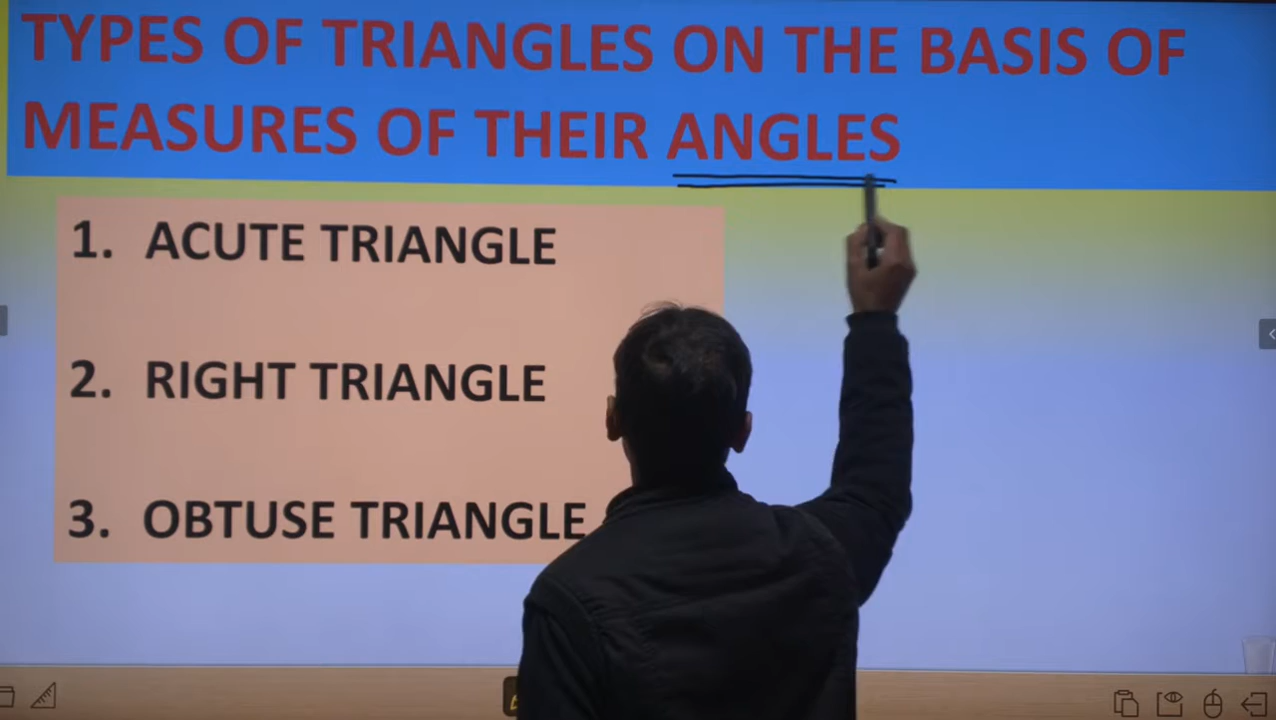 TYPES OF TRIANGLES ON THE BASIS OF
MEASURES OF THEIR ANGLES
1. ACUTE TRIANGLE
2. RIGHT TRIANGLE
3. OBTUSE TRIANGLE